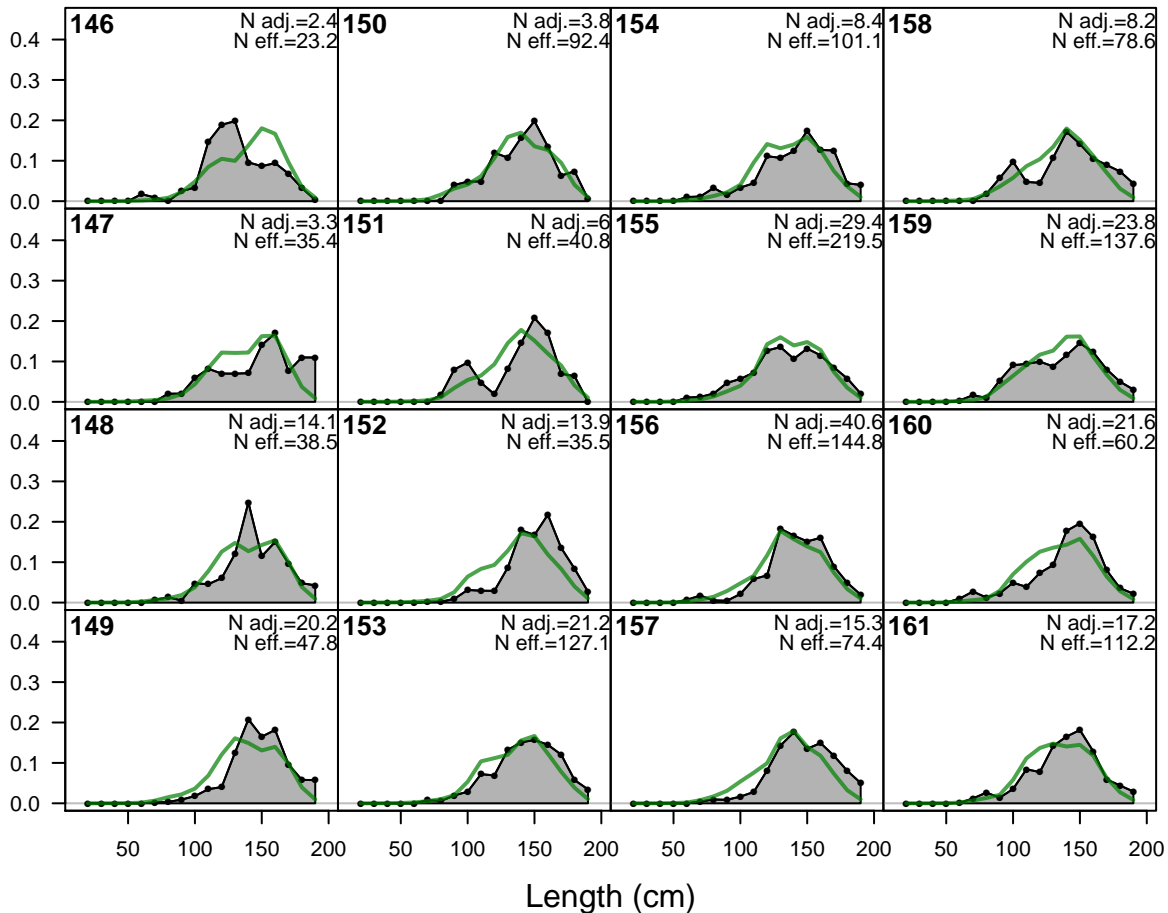 146
N adj.=2.4
N eff.=23.2
150
N adj.=3.8
N eff.=92.4
154
N adj.=8.4
N eff.=101.1
158
N adj.=8.2
N eff.=78.6
0.4
0.3
0.2
0.1
0.0
147
N adj.=3.3
N eff.=35.4
151
N adj.=6
N eff.=40.8
155
N adj.=29.4
N eff.=219.5
159
N adj.=23.8
N eff.=137.6
0.4
0.3
0.2
0.1
0.0
148
N adj.=14.1
N eff.=38.5
152
N adj.=13.9
N eff.=35.5
156
N adj.=40.6
N eff.=144.8
160
N adj.=21.6
N eff.=60.2
0.4
0.3
0.2
0.1
0.0
149
N adj.=20.2
N eff.=47.8
153
N adj.=21.2
N eff.=127.1
157
N adj.=15.3
N eff.=74.4
161
N adj.=17.2
N eff.=112.2
0.4
0.3
0.2
0.1
0.0
50 100 150 200 50 100 150 200 50 100 150 200 50 100 150 200
Length (cm)